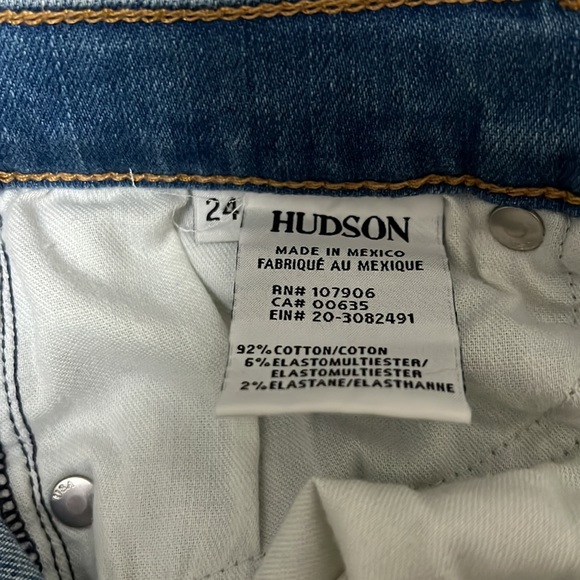 24
HUDSON
MADE IN MEXICO
FABRIQUÉ AU MEXIQUE
RN# 107906
CA# 00635
EIN# 20-3082491
92% COTTON/COTON
6% ELASTOMULTIESTER/
ELASTOMULTIESTER
2% ELASTANE/ELASTHANNE